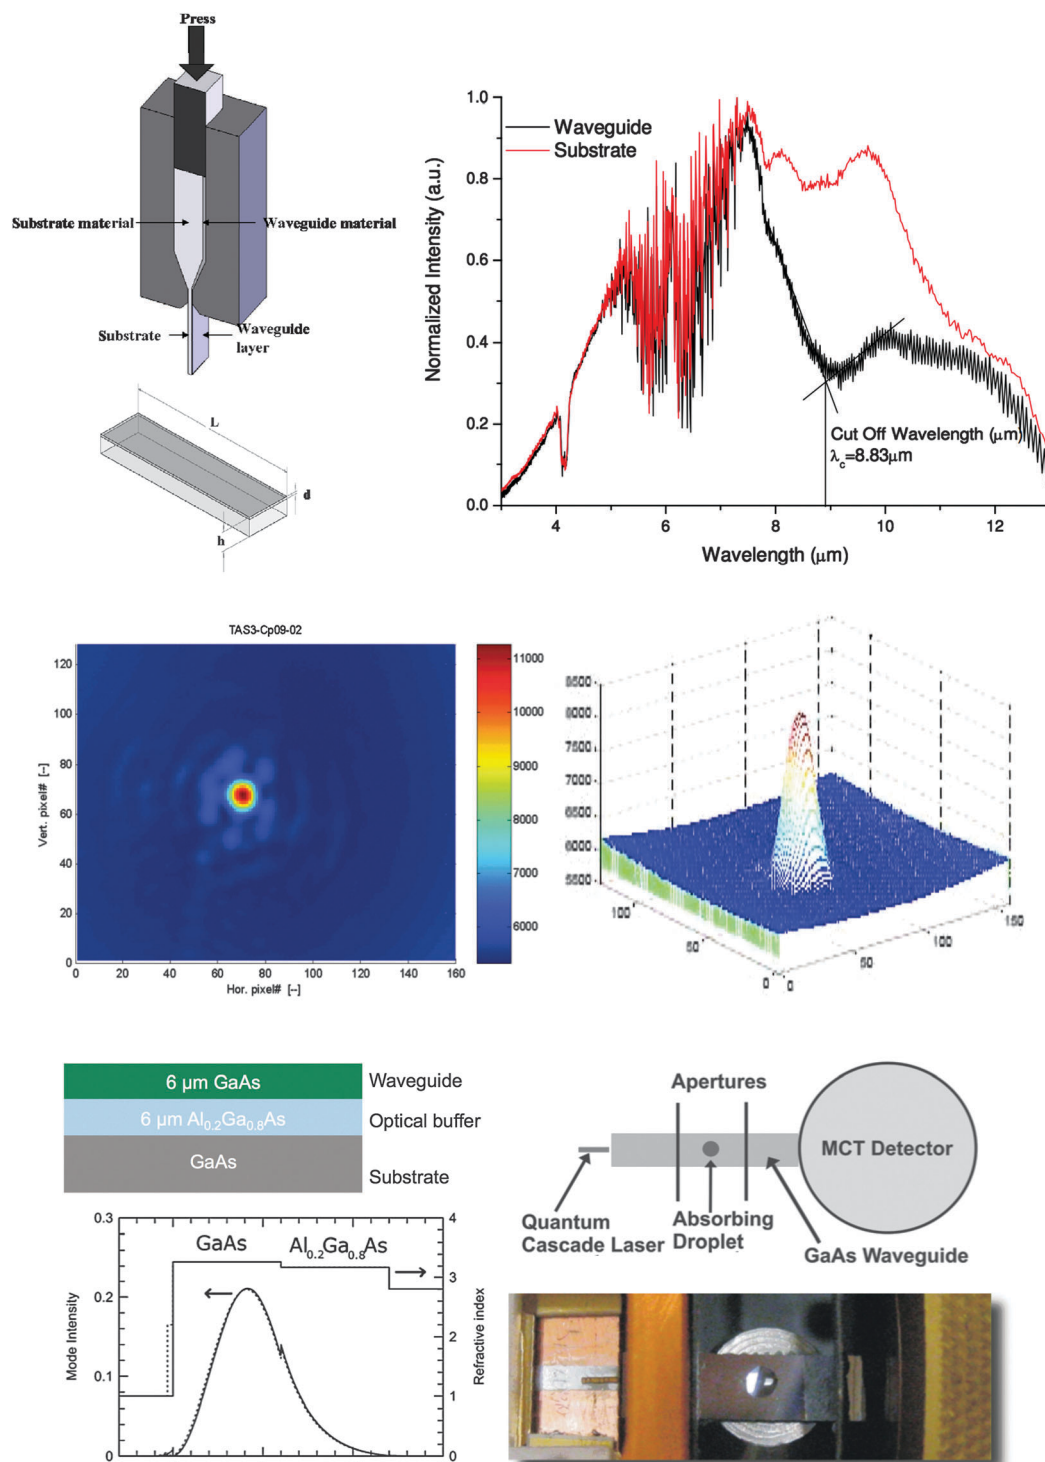 Press
Substrate material
Waveguide material
Substrate
Waveguide
layer
L
d
h
1.0
0.8
0.6
0.4
0.2
0.0
Normalized Intensity (a.u.)
Waveguide
Substrate
Cut Off Wavelength (μm)
λc=8.83μm
4 6 8 10 12
Wavelength (μm)
TAS3-Cp09-02
120
100
80
60
40
20
0
Vert. pixel# [--]
0 20 40 60 80 100 120 140 160
Hor. pixel# [--]
11000
10000
9000
8000
7000
6000
8500
8000
7500
7000
6500
6000
5500
100
50
0
0
50
100
150
6 μm GaAs
Waveguide
6 μm Al0.2Ga0.8As
Optical buffer
GaAs
Substrate
0.3
0.2
0.1
0
Mode Intensity
GaAs
Al0.2Ga0.8As
4
3
2
1
0
Refractive index
Apertures
MCT Detector
Quantum
Cascade Laser
Absorbing
Droplet
GaAs Waveguide